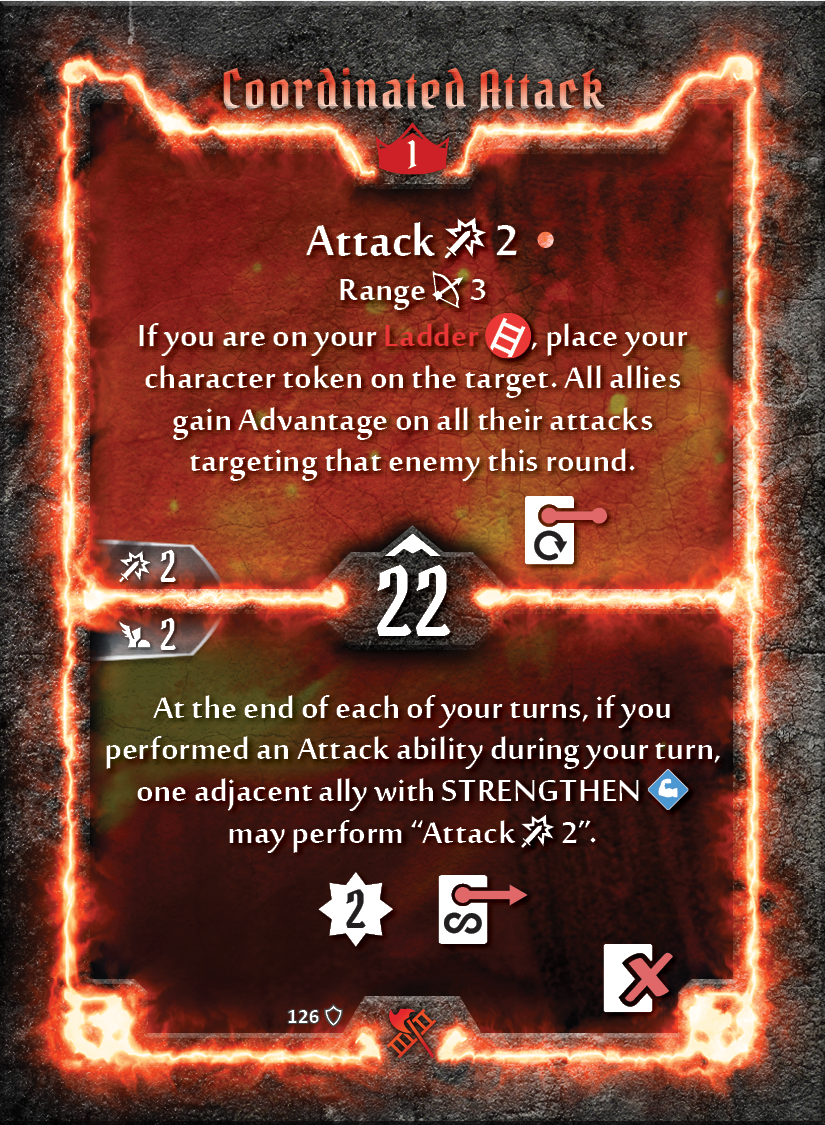 Coordinated Attack
1
Attack 2
Range 3
If you are on your Ladder , place your
character token on the target. All allies
gain Advantage on all their attacks
targeting that enemy this round.
2
22
2
At the end of each of your turns, if you
performed an Attack ability during your turn,
one adjacent ally with STRENGTHEN
may perform “Attack 2”.
2
126